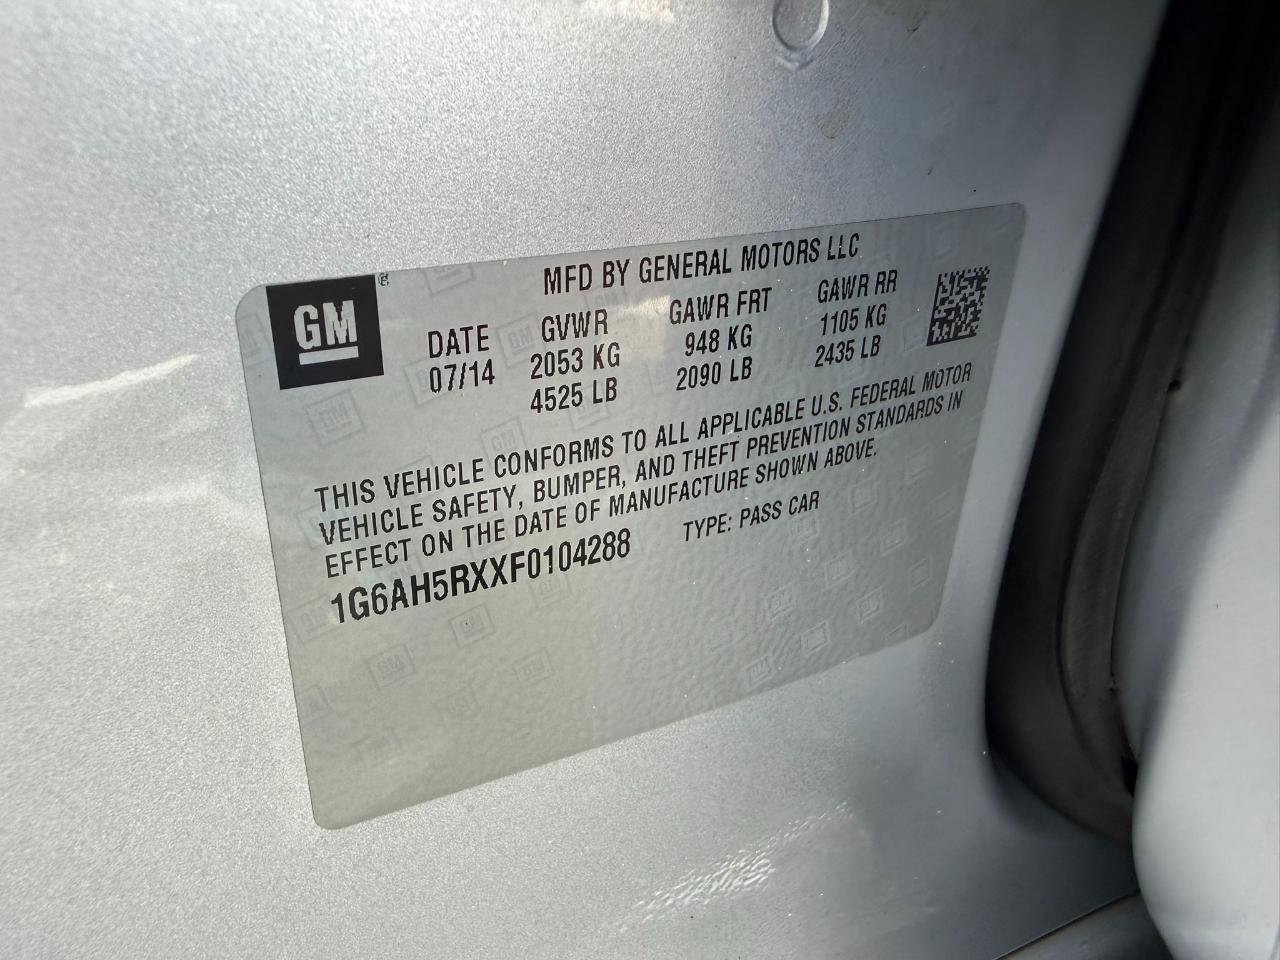 GM ®
MFD BY GENERAL MOTORS LLC
DATE GVWR GAWR FRT GAWR RR
07/14 2053 KG 948 KG 1105 KG
4525 LB 2090 LB 2435 LB
THIS VEHICLE CONFORMS TO ALL APPLICABLE U.S. FEDERAL MOTOR
VEHICLE SAFETY, BUMPER, AND THEFT PREVENTION STANDARDS IN
EFFECT ON THE DATE OF MANUFACTURE SHOWN ABOVE.
1G6AH5RXXF0104288 TYPE: PASS CAR